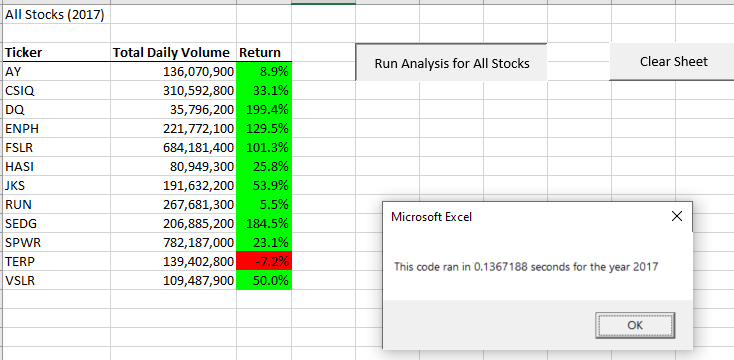 All Stocks (2017)
Ticker Total Daily Volume Return
AY 136,070,900 8.9%
CSIQ 310,592,800 33.1%
DQ 35,796,200 199.4%
ENPH 221,772,100 129.5%
FSLR 684,181,400 101.3%
HASI 80,949,300 25.8%
JKS 191,632,200 53.9%
RUN 267,681,300 5.5%
SEDG 206,885,200 184.5%
SPWR 782,187,000 23.1%
TERP 139,402,800 -7.2%
VSLR 109,487,900 50.0%
Run Analysis for All Stocks
Clear Sheet
Microsoft Excel
This code ran in 0.1367188 seconds for the year 2017
OK